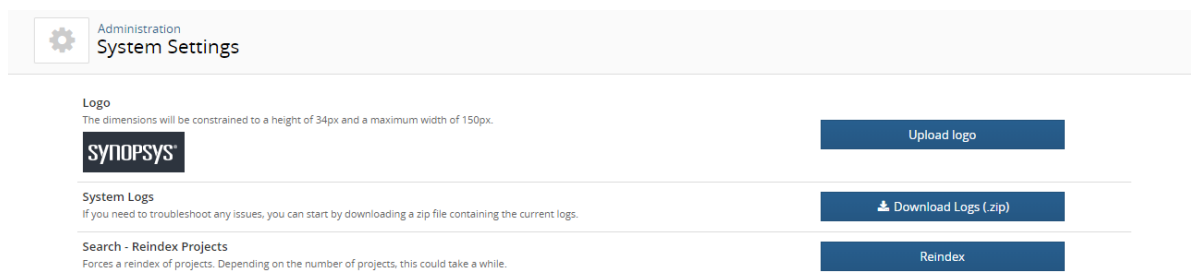 Administration
System Settings
Logo
The dimensions will be constrained to a height of 34px and a maximum width of 150px.
Upload logo
SYNOPSYS®
System Logs
If you need to troubleshoot any issues, you can start by downloading a zip file containing the current logs.
Download Logs (.zip)
Search - Reindex Projects
Forces a reindex of projects. Depending on the number of projects, this could take a while.
Reindex